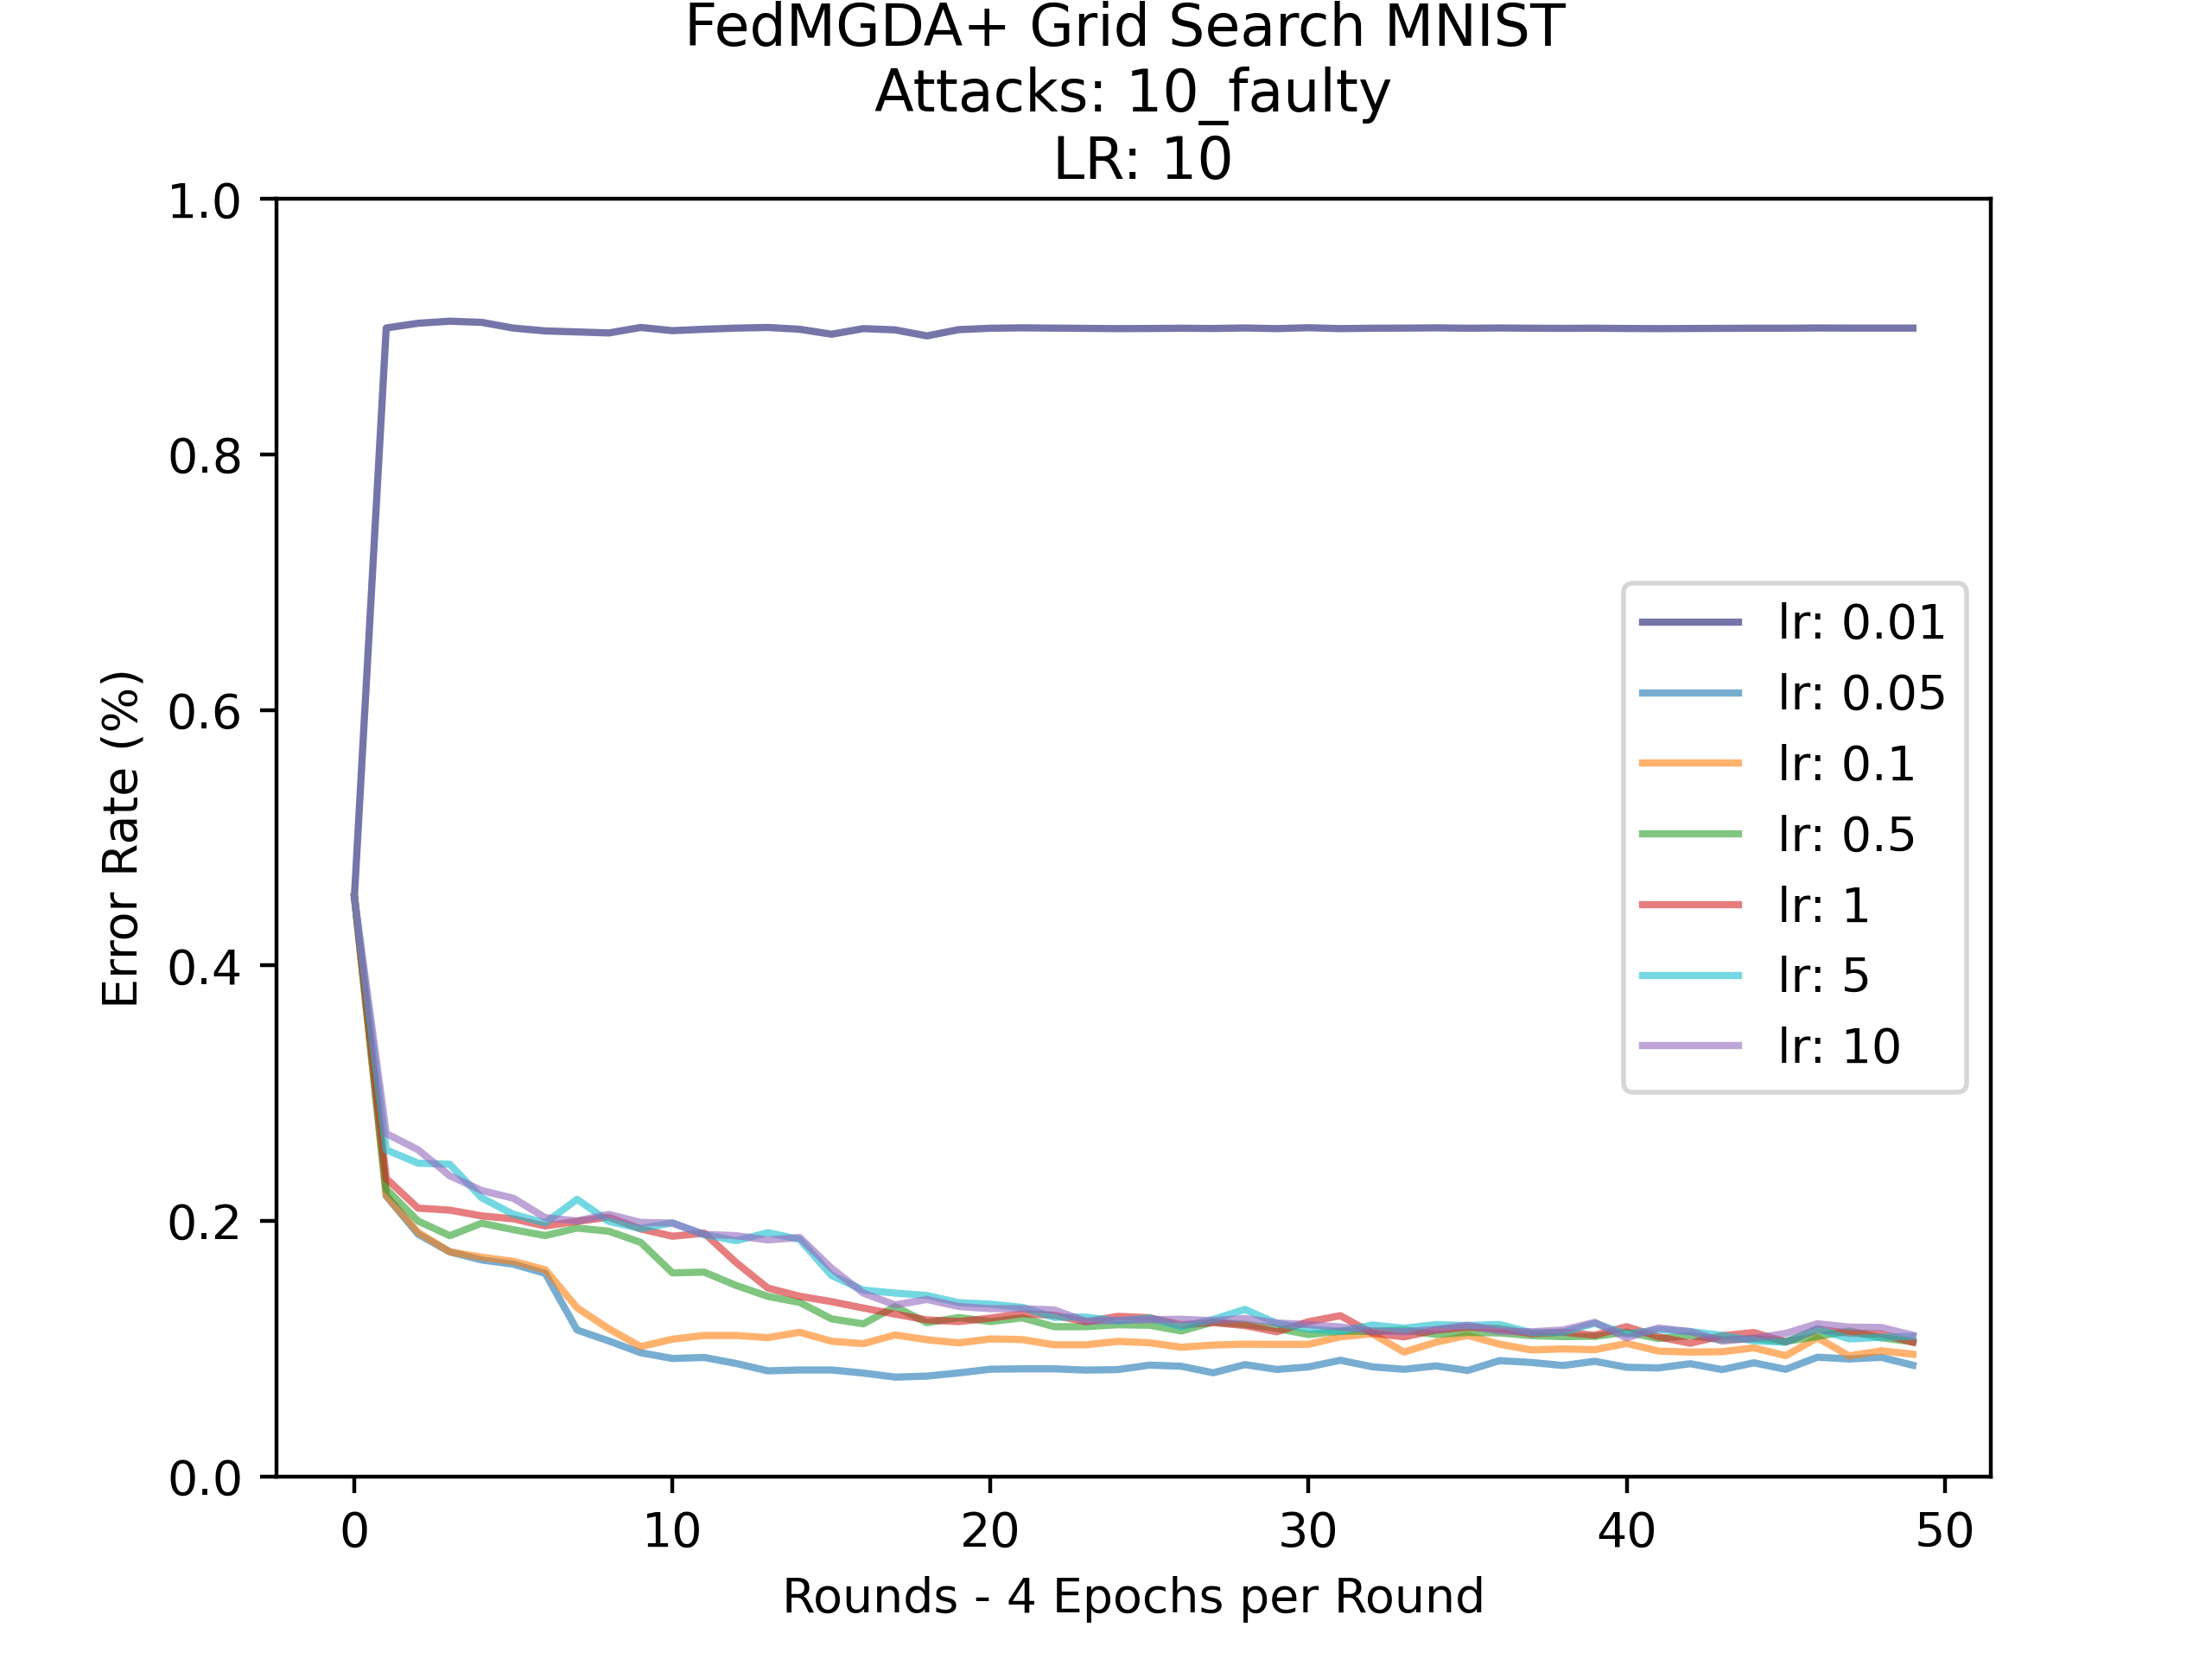 FedMGDA+ Grid Search MNIST
Attacks: 10_faulty
LR: 10
1.0
0.8
0.6
0.4
0.2
0.0
Error Rate (%)
lr: 0.01
lr: 0.05
lr: 0.1
lr: 0.5
lr: 1
lr: 5
lr: 10
0 10 20 30 40 50
Rounds - 4 Epochs per Round